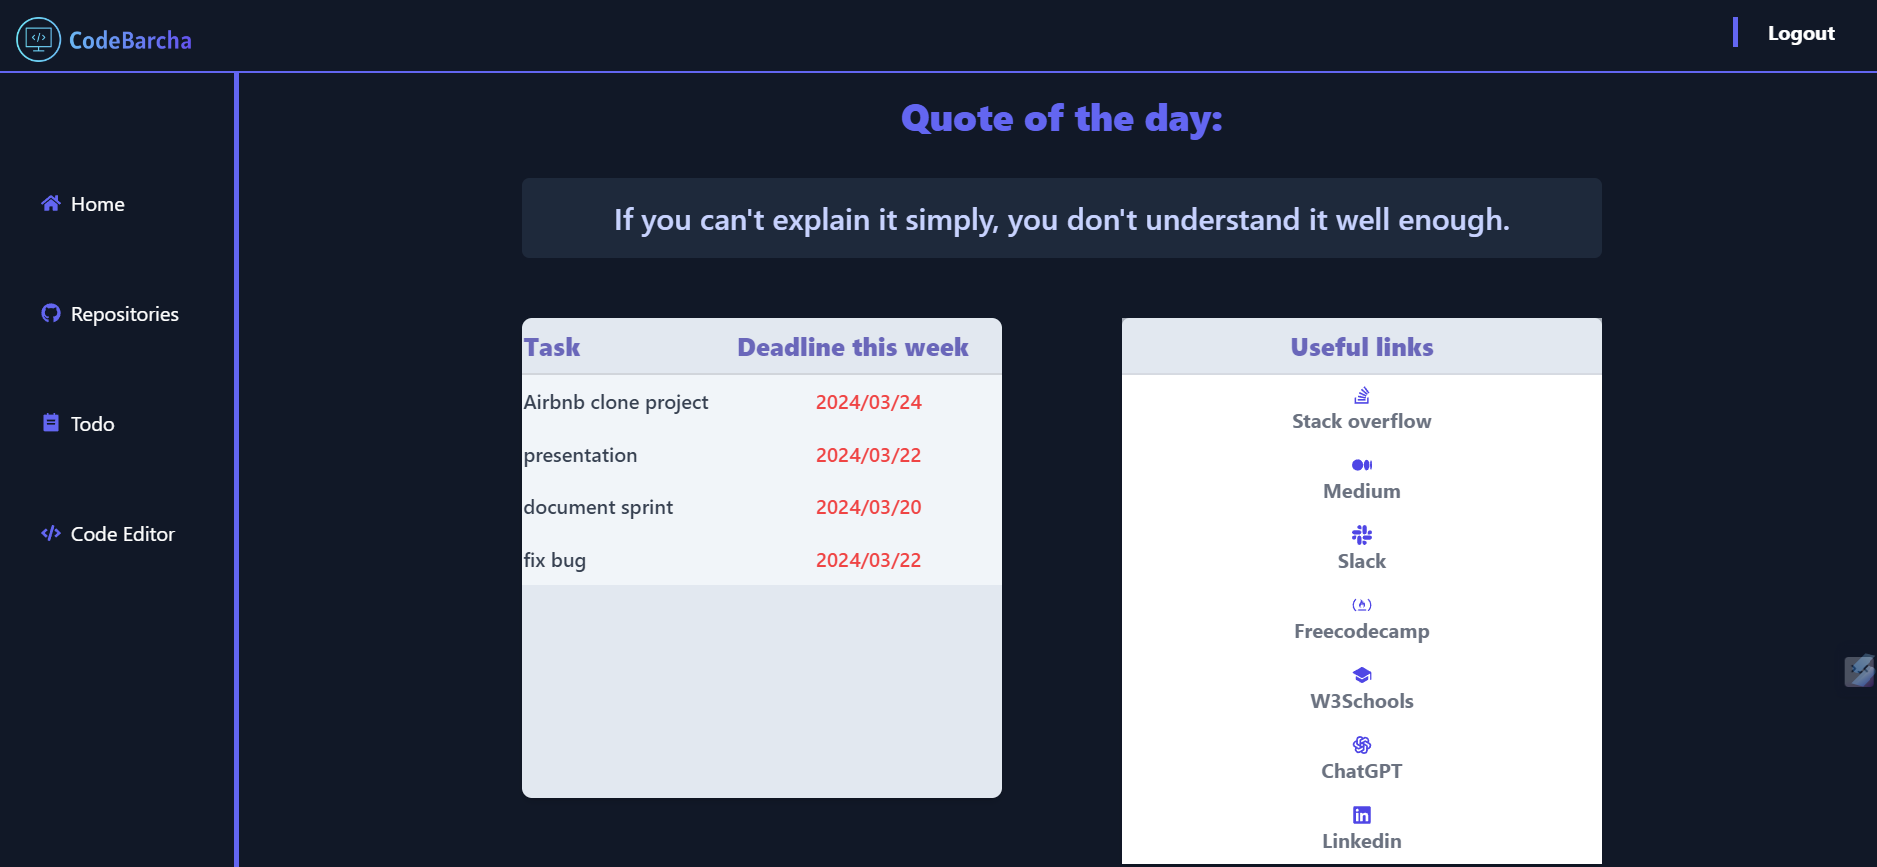 CodeBarcha
Logout
Home
Repositories
Todo
Code Editor
Quote of the day:
If you can't explain it simply, you don't understand it well enough.
Task Deadline this week
Airbnb clone project 2024/03/24
presentation 2024/03/22
document sprint 2024/03/20
fix bug 2024/03/22
Useful links
Stack overflow
Medium
Slack
Freecodecamp
W3Schools
ChatGPT
Linkedin